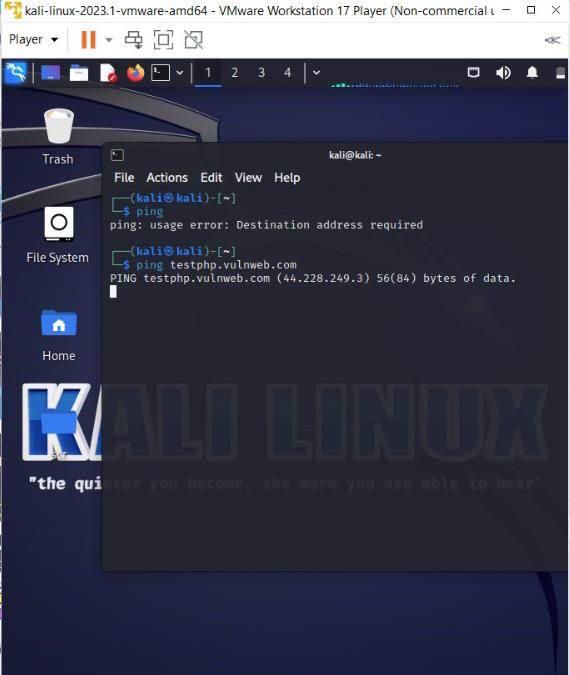 kali-linux-2023.1-vmware-amd64 - VMware Workstation 17 Player (Non-commercial u
Player
1 2 3 4
Trash
kali@kali: ~
File Actions Edit View Help
┌──(kali㉿kali)-[~]
└─$ ping
ping: usage error: Destination address required
File System
┌──(kali㉿kali)-[~]
└─$ ping testphp.vulnweb.com
PING testphp.vulnweb.com (44.228.249.3) 56(84) bytes of data.
Home
KALI LINUX
scr
"the quieter you become, the more you are able to hear"